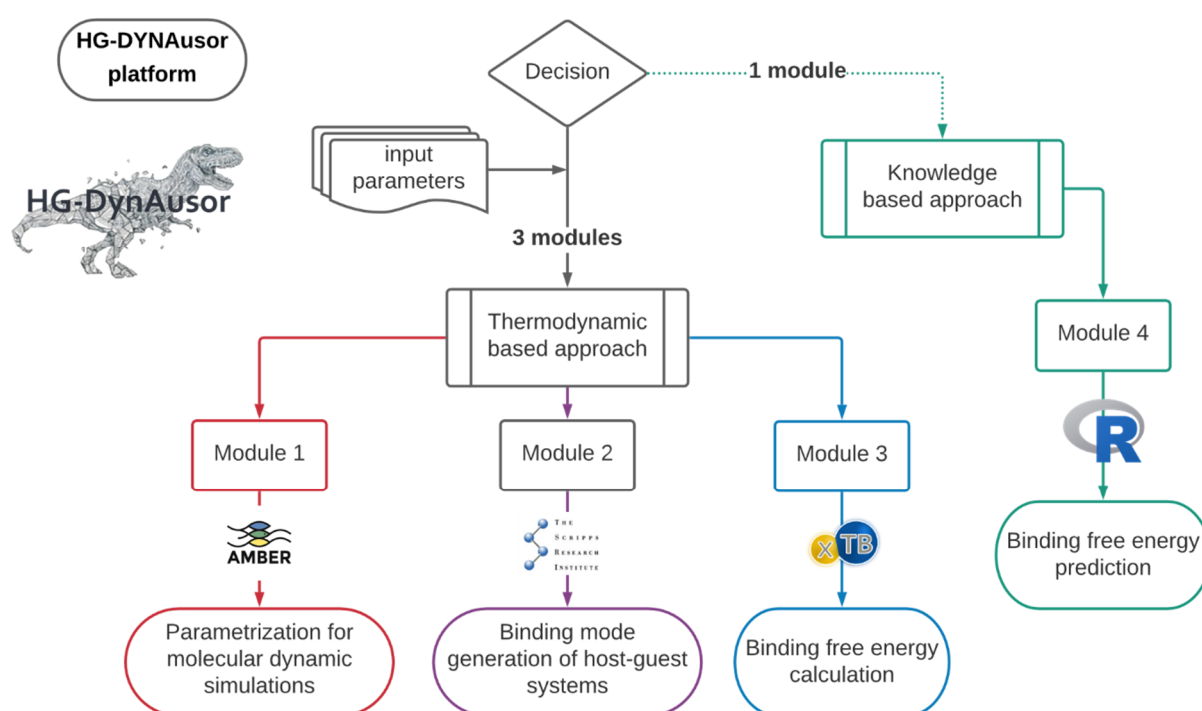 HG-DYNAusor
platform
Decision
1 module
input
parameters
HG-DynAusor
Knowledge
based approach
3 modules
Thermodynamic
based approach
Module 4
R
Module 1
Module 2
Module 3
AMBER
THE
SCRIPPS
RESEARCH
INSTITUTE
xTB
Binding free energy
prediction
Parametrization for
molecular dynamic
simulations
Binding mode
generation of host-guest
systems
Binding free energy
calculation